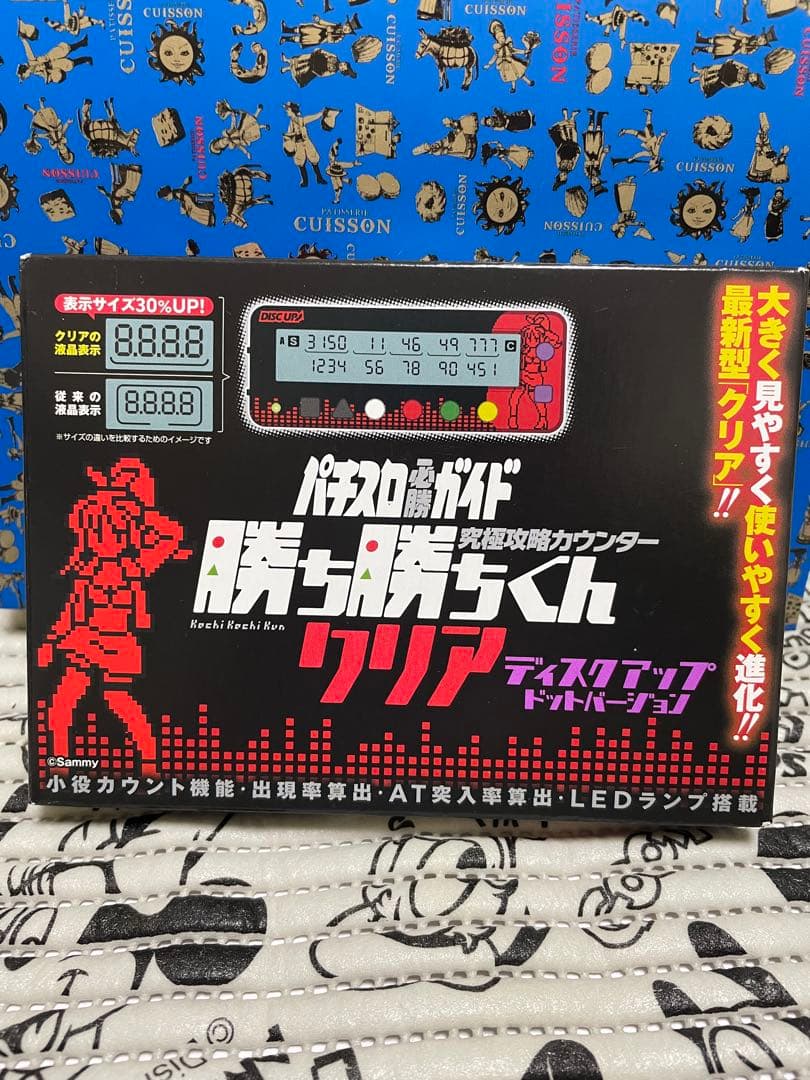 PATISSERIE
CUISSON
CUISSON
CUISSON
PATISSERIE
CUISSON
表示サイズ30%UP!
クリアの
液晶表示
8.8.8.8
従来の
液晶表示
8.8.8.8
※サイズの違いを比較するためのイメージです
DISC UP!
A S 3150 11 46 49 777 C
1234 56 78 90 451
大きく見やすく使いやすく進化!!
最新型「クリア」!!
パチスロ必勝ガイド
究極攻略カウンター
勝ち勝ちくん
Kachi Kachi Kun
クリア
ディスクアップ
ドットバージョン
©Sammy
小役カウント機能・出現率算出・AT突入率算出・LEDランプ搭載